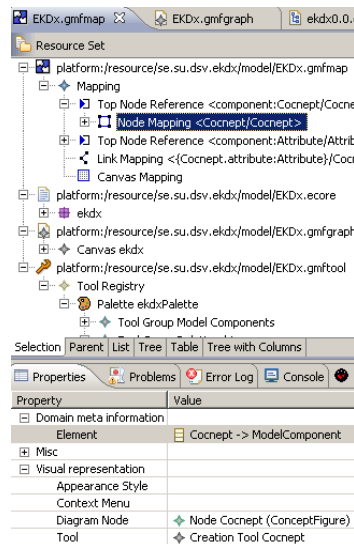 EKDx.gmfmap EKDx.gmfgraph ekdx0.0.
Resource Set
platform:/resource/se.su.dsv.ekdx/model/EKDx.gmfmap
Mapping
Top Node Reference <component:Cocnept/Cocne
Node Mapping <Cocnept/Cocnept>
Top Node Reference <component:Attribute/Attrib
Link Mapping <{Cocnept.attribute:Attribute}/Cocr
Canvas Mapping
platform:/resource/se.su.dsv.ekdx/model/EKDx.ecore
ekdx
platform:/resource/se.su.dsv.ekdx/model/EKDx.gmfgraph
Canvas ekdx
platform:/resource/se.su.dsv.ekdx/model/EKDx.gmftool
Tool Registry
Palette ekdxPalette
Tool Group Model Components
Selection Parent List Tree Table Tree with Columns
Properties Problems Error Log Console
Property Value
Domain meta information
Element Cocnept -> ModelComponent
Misc
Visual representation
Appearance Style
Context Menu
Diagram Node Node Cocnept (ConceptFigure)
Tool Creation Tool Cocnept